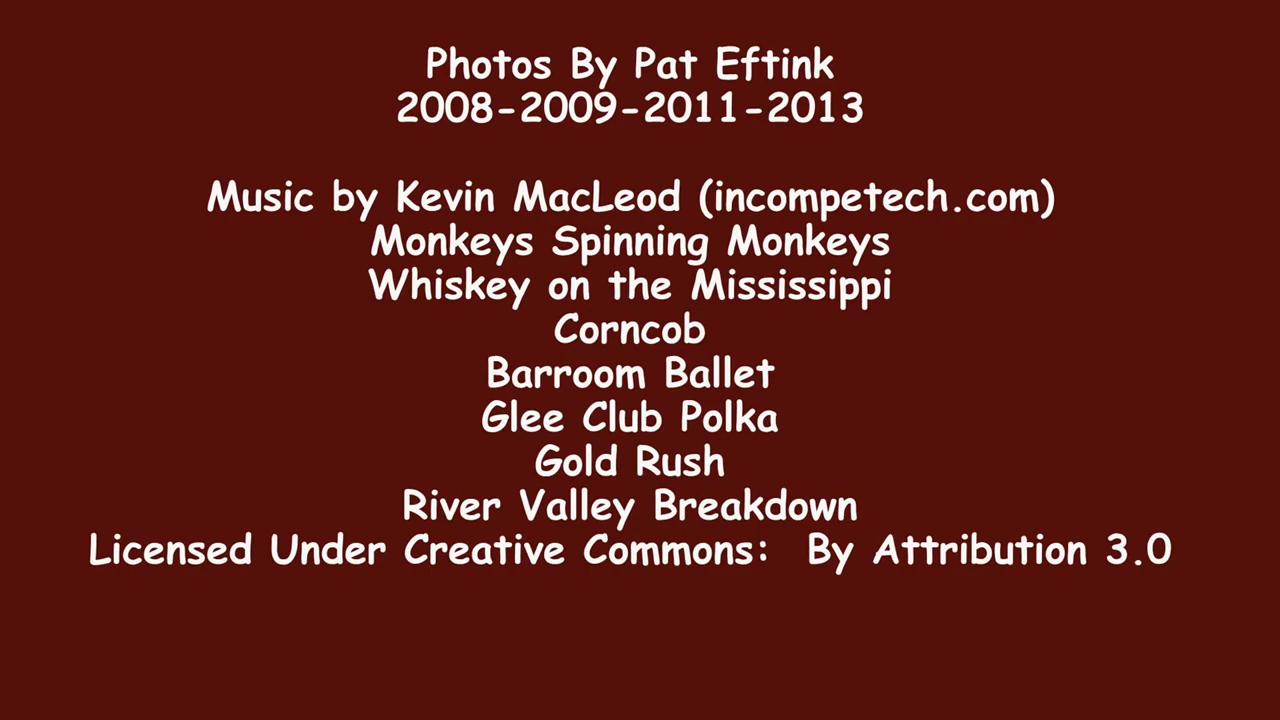 Photos By Pat Eftink
2008-2009-2011-2013
Music by Kevin MacLeod (incompetech.com)
Monkeys Spinning Monkeys
Whiskey on the Mississippi
Corncob
Barroom Ballet
Glee Club Polka
Gold Rush
River Valley Breakdown
Licensed Under Creative Commons:  By Attribution 3.0